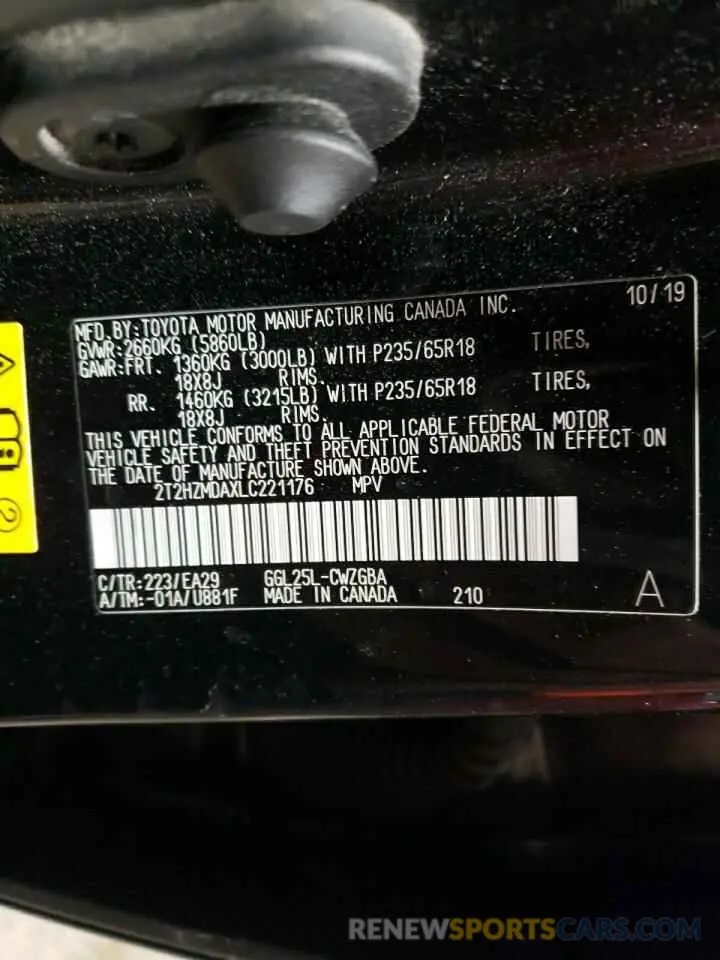 MFD. BY: TOYOTA MOTOR MANUFACTURING CANADA INC. 10/19
GVWR: 2660KG (5860LB)
GAWR: FRT. 1360KG (3000LB) WITH P235/65R18 TIRES,
18X8J RIMS.
RR. 1460KG (3215LB) WITH P235/65R18 TIRES,
18X8J RIMS.
THIS VEHICLE CONFORMS TO ALL APPLICABLE FEDERAL MOTOR
VEHICLE SAFETY AND THEFT PREVENTION STANDARDS IN EFFECT ON
THE DATE OF MANUFACTURE SHOWN ABOVE.
2T2HZMDAXLC221176 MPV
C/TR: 223/EA29 GGL25L-CWZGBA
A/TM: -01A/U881F MADE IN CANADA 210 A
2
RENEWSPORTSCARS.COM